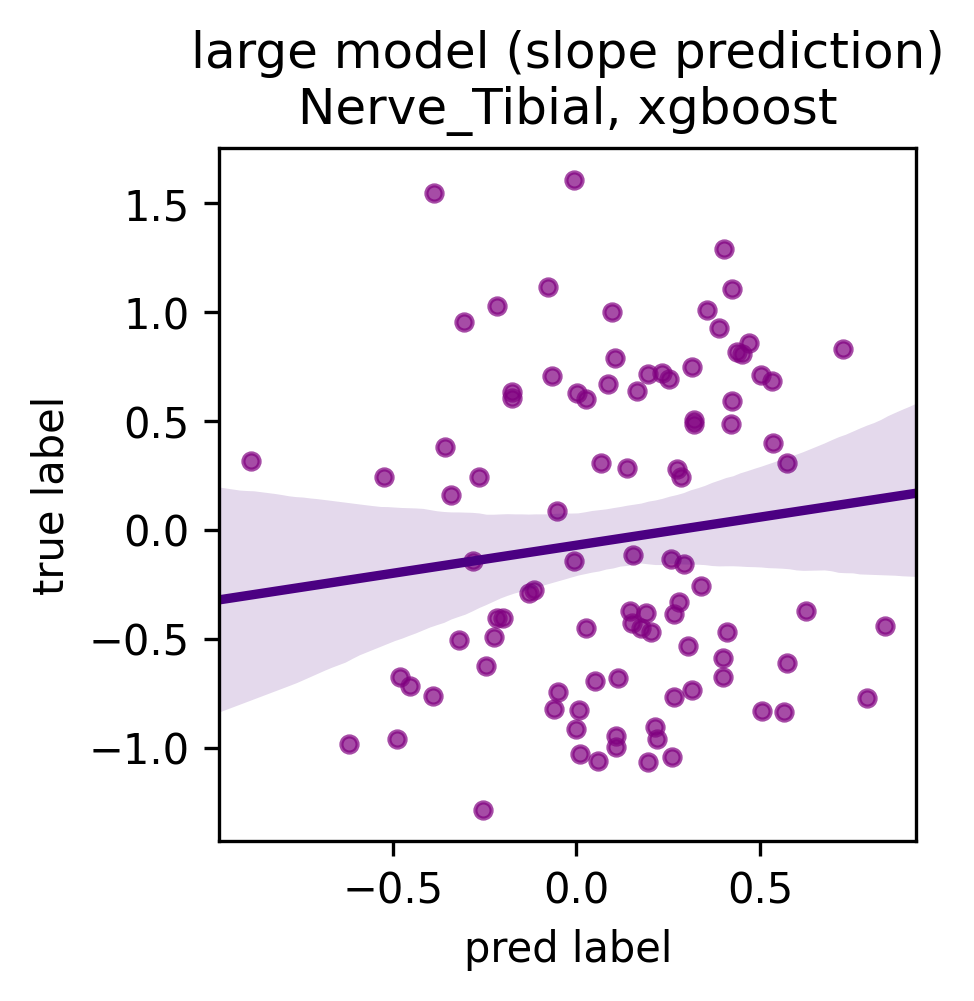 large model (slope prediction)
Nerve_Tibial, xgboost
1.5
1.0
0.5
0.0
−0.5
−1.0
true label
−0.5
0.0
0.5
pred label